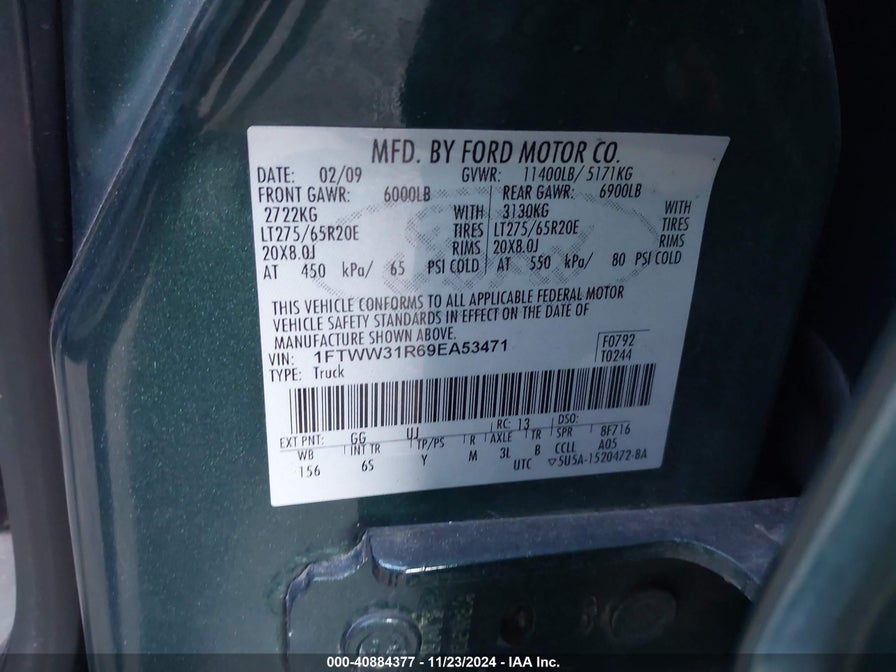 MFD. BY FORD MOTOR CO.
DATE: 02/09 GVWR: 11400LB/ 5171KG
FRONT GAWR: 6000LB REAR GAWR: 6900LB
2722KG WITH 3130KG WITH
LT275/65R20E TIRES LT275/65R20E TIRES
20X8.0J RIMS 20X8.0J RIMS
AT 450 kPa/ 65 PSI COLD AT 550 kPa/ 80 PSI COLD
THIS VEHICLE CONFORMS TO ALL APPLICABLE FEDERAL MOTOR
VEHICLE SAFETY STANDARDS IN EFFECT ON THE DATE OF
MANUFACTURE SHOWN ABOVE.
VIN: 1FTWW31R69EA53471 F0792
TYPE: Truck T0244
RC: 13 DSO:
EXT PNT: GG UJ BF716
WB INT TR TP/PS R AXLE TR SPR A05
156 6S Y M 3L B CCLL
UTC ▽5U5A-1520472-BA
000-40884377 - 11/23/2024 - IAA Inc.